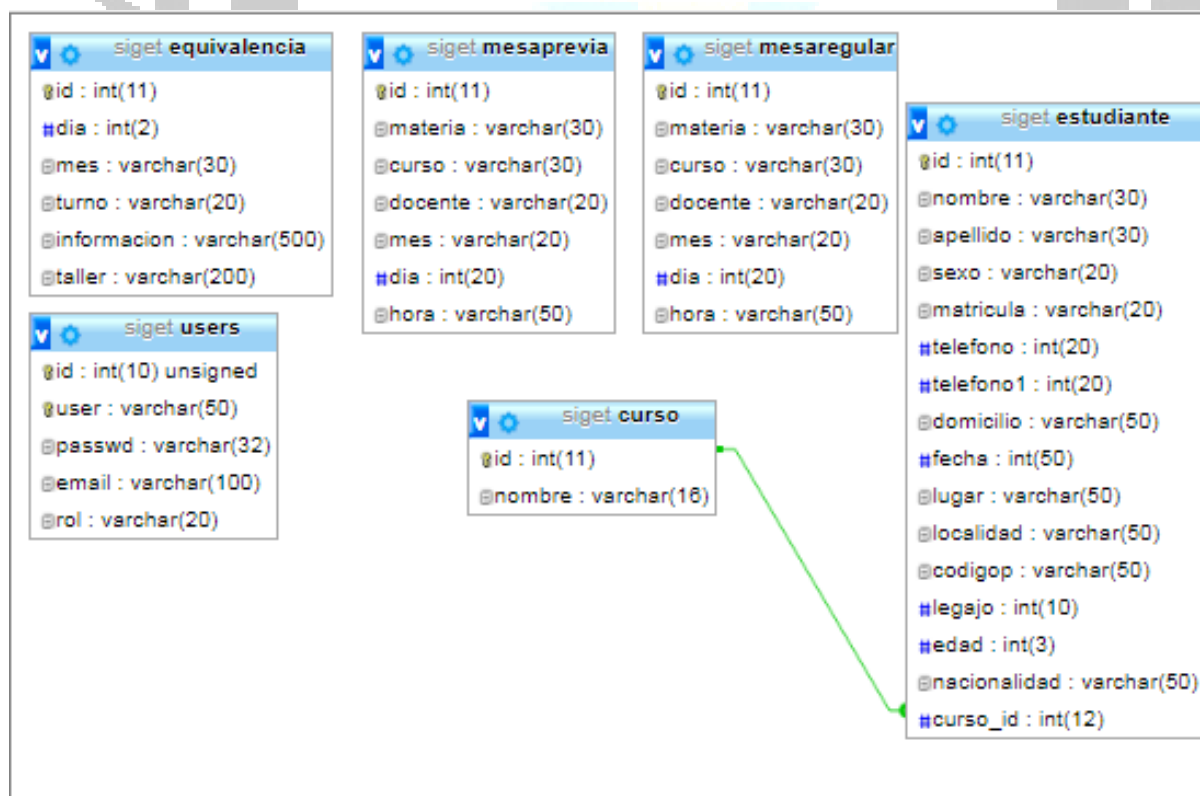 siget equivalencia
id : int(11)
#dia : int(2)
mes : varchar(30)
turno : varchar(20)
informacion : varchar(500)
taller : varchar(200)
siget mesaprevia
id : int(11)
materia : varchar(30)
curso : varchar(30)
docente : varchar(20)
mes : varchar(20)
#dia : int(20)
hora : varchar(50)
siget mesaregular
id : int(11)
materia : varchar(30)
curso : varchar(30)
docente : varchar(20)
mes : varchar(20)
#dia : int(20)
hora : varchar(50)
siget estudiante
id : int(11)
nombre : varchar(30)
apellido : varchar(30)
sexo : varchar(20)
matricula : varchar(20)
#telefono : int(20)
#telefono1 : int(20)
domicilio : varchar(50)
#fecha : int(50)
lugar : varchar(50)
localidad : varchar(50)
codigop : varchar(50)
#legajo : int(10)
#edad : int(3)
nacionalidad : varchar(50)
#curso_id : int(12)
siget users
id : int(10) unsigned
user : varchar(50)
passwd : varchar(32)
email : varchar(100)
rol : varchar(20)
siget curso
id : int(11)
nombre : varchar(16)